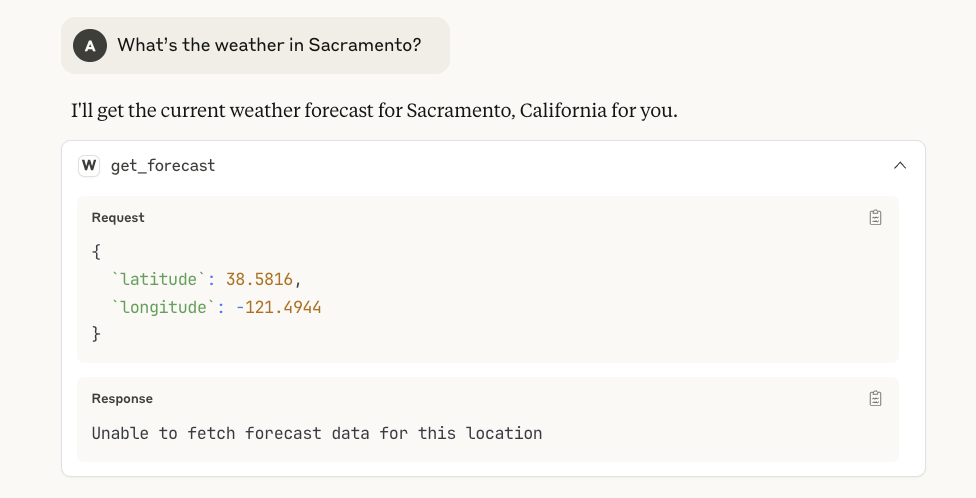 A What's the weather in Sacramento?
I'll get the current weather forecast for Sacramento, California for you.
W get_forecast
Request
{
`latitude`: 38.5816,
`longitude`: -121.4944
}
Response
Unable to fetch forecast data for this location